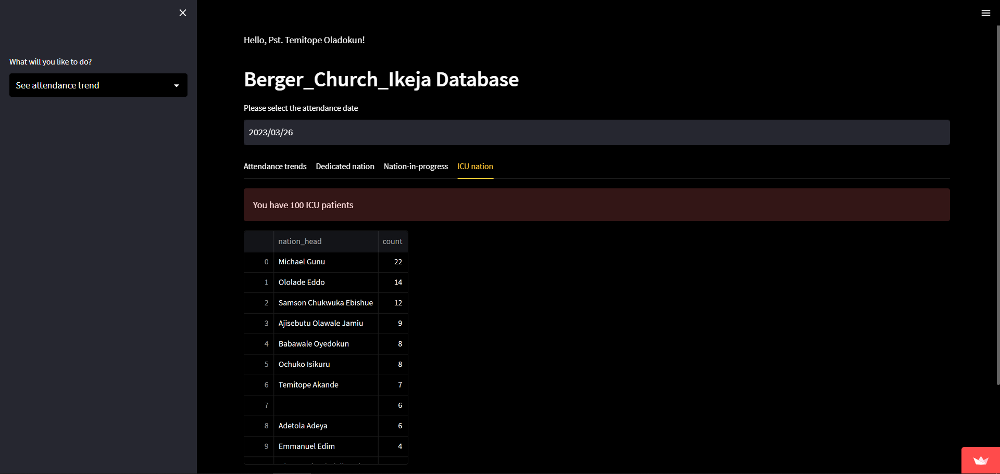 Hello, Pst. Temitope Oladokun!
What will you like to do?
See attendance trend
Berger_Church_Ikeja Database
Please select the attendance date
2023/03/26
Attendance trends Dedicated nation Nation-in-progress ICU nation
You have 100 ICU patients
nation_head count
0 Michael Gunu 22
1 Ololade Eddo 14
2 Samson Chukwuka Ebishue 12
3 Ajisebutu Olawale Jamiu 9
4 Babawale Oyedokun 8
5 Ochuko Isikuru 8
6 Temitope Akande 7
7 6
8 Adetola Adeya 6
9 Emmanuel Edim 4